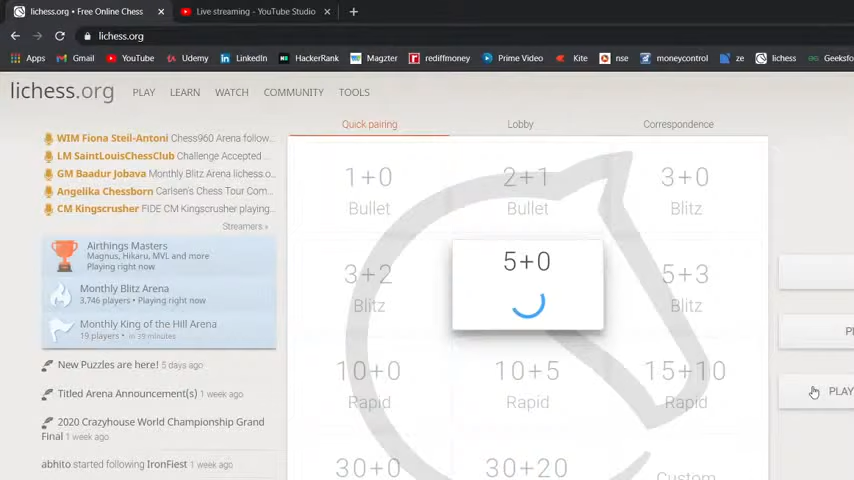 lichess.org • Free Online Chess
Live streaming - YouTube Studio
lichess.org
Apps
Gmail
YouTube
Udemy
LinkedIn
HackerRank
Magzter
rediffmoney
Prime Video
Kite
nse
moneycontrol
ze
lichess
Geeksfo
lichess.org
PLAY
LEARN
WATCH
COMMUNITY
TOOLS
WIM Fiona Steil-Antoni Chess960 Arena follow...
LM SaintLouisChessClub Challenge Accepted ...
GM Baadur Jobava Monthly Blitz Arena lichess.o...
Angelika Chessborn Carlsen's Chess Tour Com...
CM Kingscrusher FIDE CM Kingscrusher playing...
Streamers »
Airthings Masters
Magnus, Hikaru, MVL and more
Playing right now
Monthly Blitz Arena
3,746 players • Playing right now
Monthly King of the Hill Arena
19 players • in 39 minutes
New Puzzles are here! 5 days ago
Titled Arena Announcement(s) 1 week ago
2020 Crazyhouse World Championship Grand
Final 1 week ago
abhito started following IronFiest 1 week ago
Quick pairing
Lobby
Correspondence
1+0
Bullet
2+1
Bullet
3+0
Blitz
3+2
Blitz
5+0
5+3
Blitz
10+0
Rapid
10+5
Rapid
15+10
Rapid
30+0
30+20
Custom
PL
PLAY